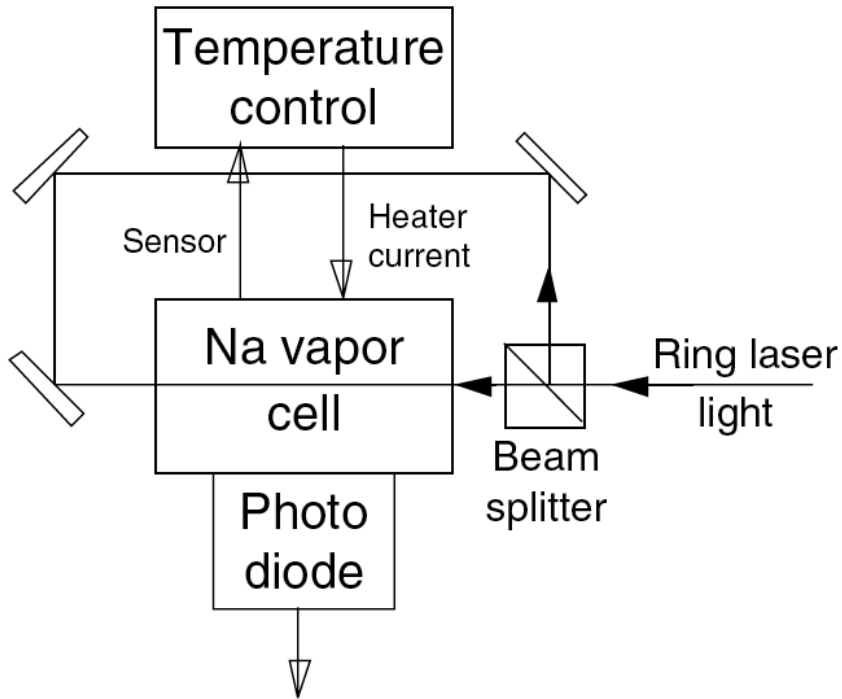 Temperature
control
Sensor
Heater
current
Na vapor
cell
Ring laser
light
Beam
splitter
Photo
diode